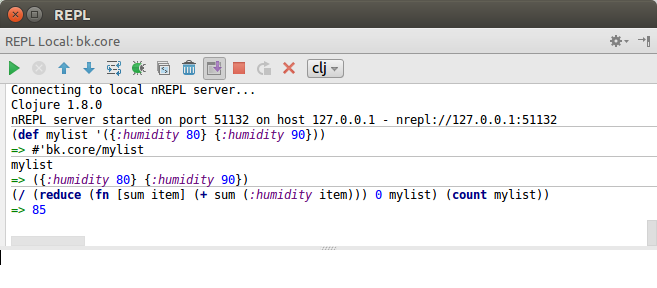 REPL
REPL Local: bk.core
clj
Connecting to local nREPL server...
Clojure 1.8.0
nREPL server started on port 51132 on host 127.0.0.1 - nrepl://127.0.0.1:51132
(def mylist '({:humidity 80} {:humidity 90}))
=> #'bk.core/mylist
mylist
=> ({:humidity 80} {:humidity 90})
(/ (reduce (fn [sum item] (+ sum (:humidity item))) 0 mylist) (count mylist))
=> 85